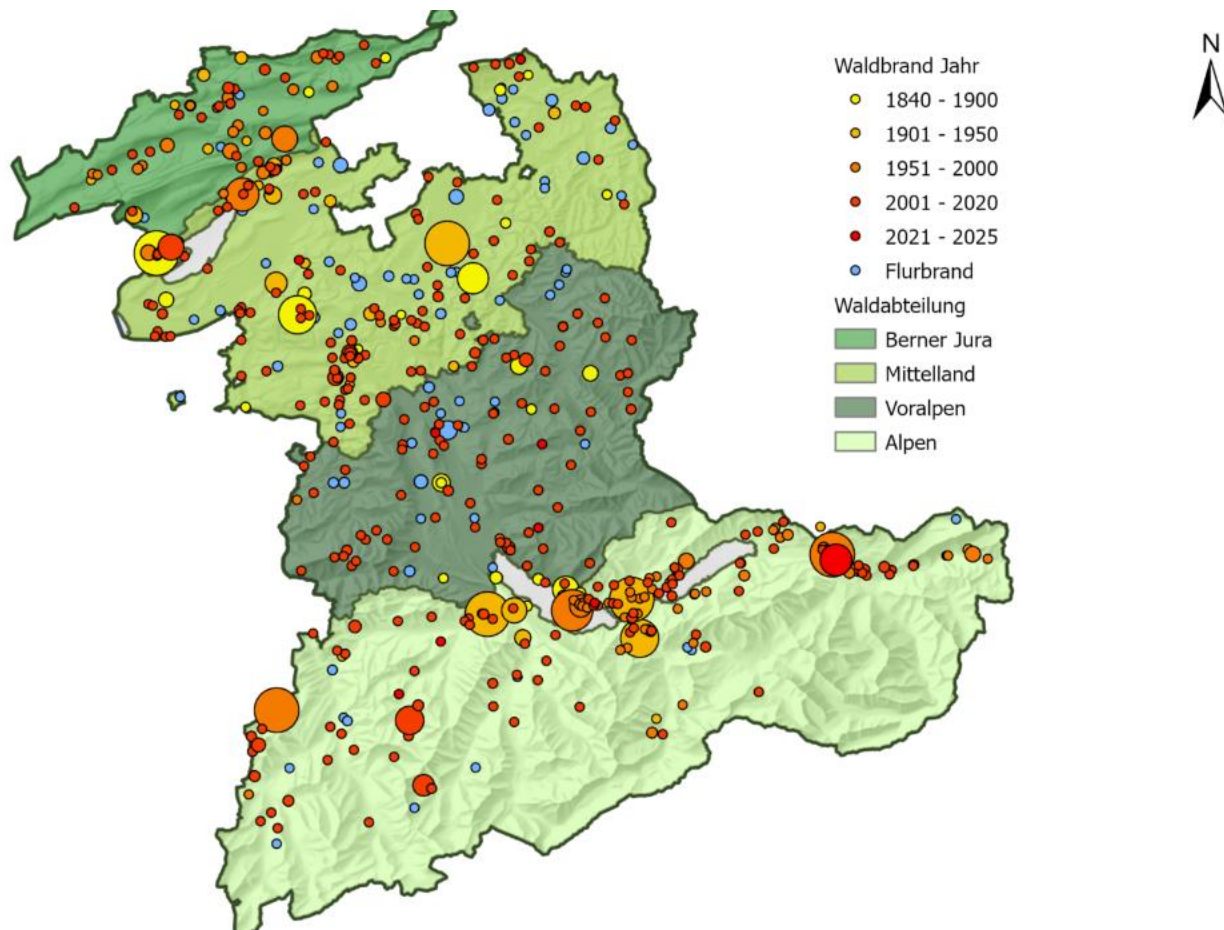 N
Waldbrand Jahr
1840 - 1900
1901 - 1950
1951 - 2000
2001 - 2020
2021 - 2025
Flurbrand
Waldabteilung
Berner Jura
Mittelland
Voralpen
Alpen